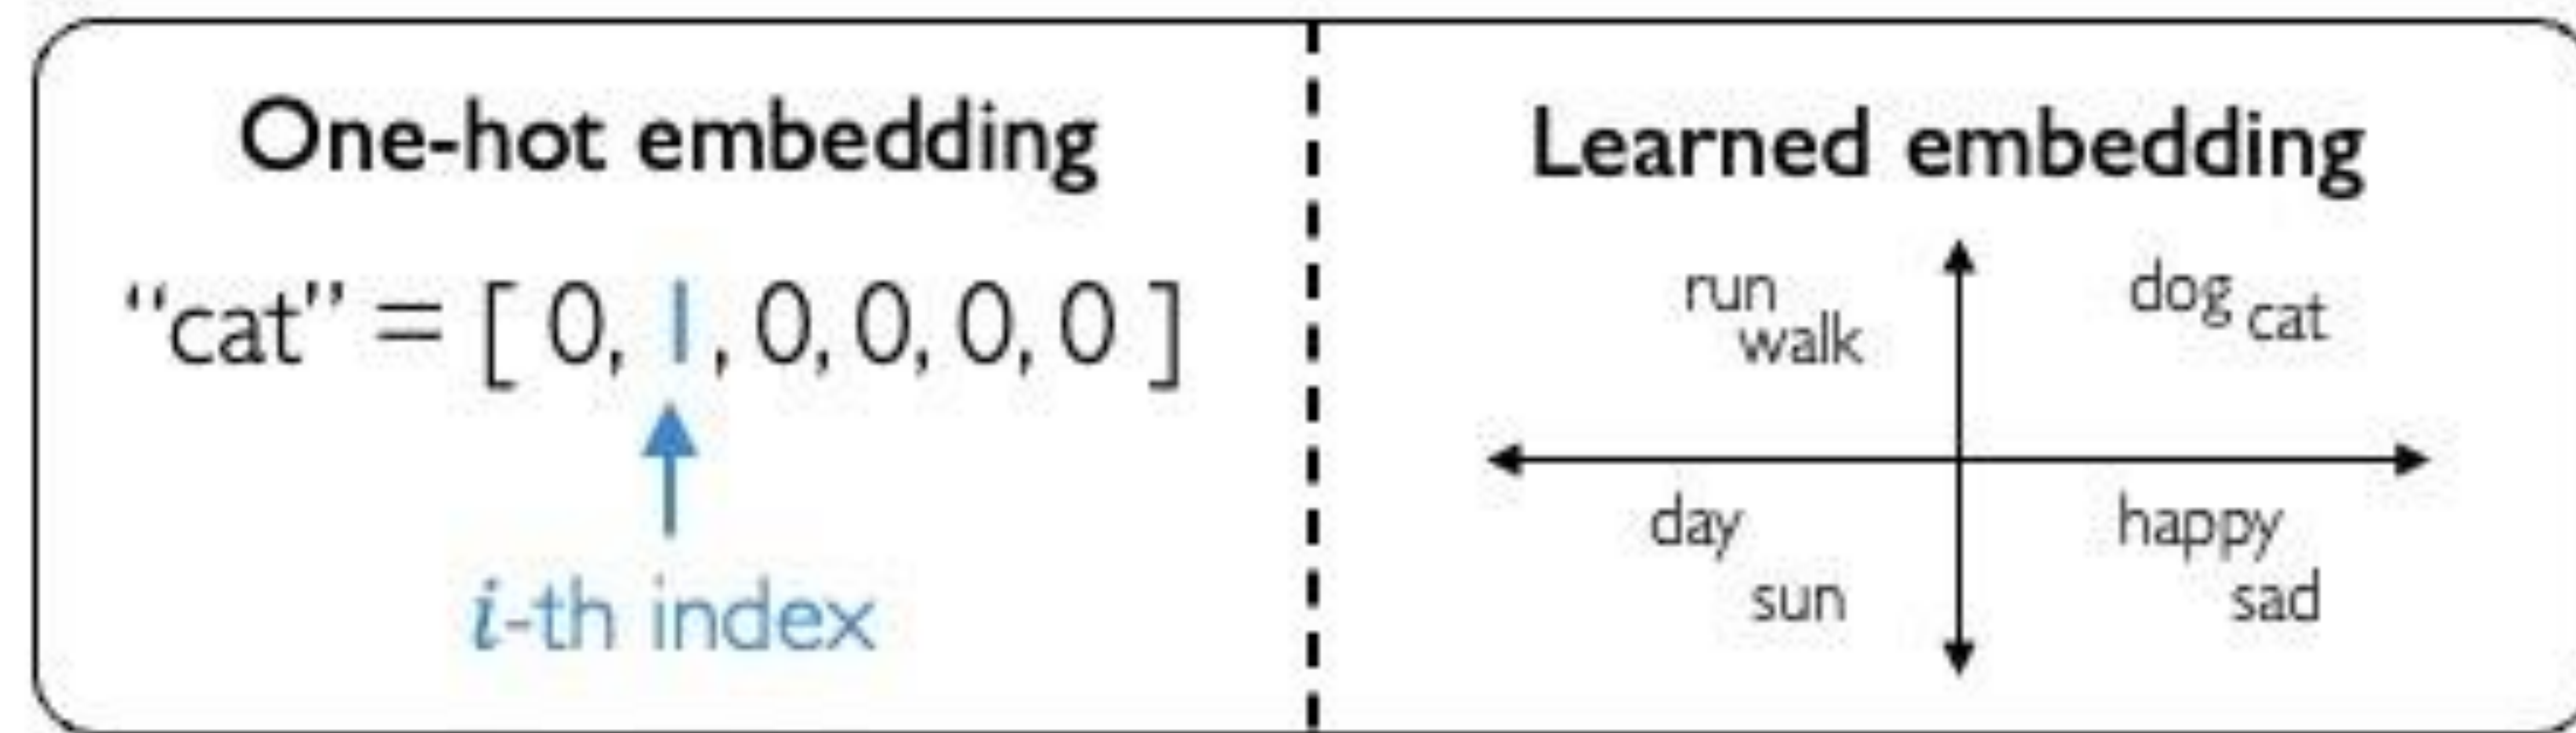 One-hot embedding
“cat” = [ 0, 1, 0, 0, 0, 0 ]
i-th index
Learned embedding
run
walk
dog
cat
day
sun
happy
sad